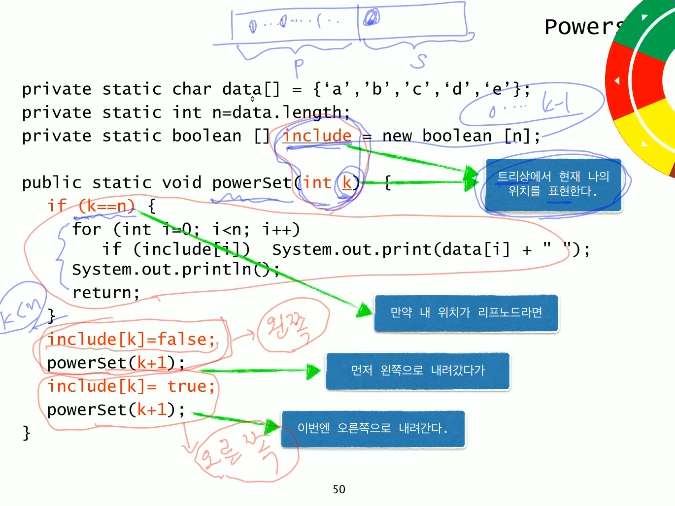 Powers
P
S
private static char data[] = {‘a’,’b’,’c’,’d’,‘e’};
private static int n=data.length;
0 .... k-1
private static boolean [] include = new boolean [n];
public static void powerSet(int k) {
트리상에서 현재 나의
위치를 표현한다.
if (k==n) {
for (int i=0; i<n; i++)
if (include[i]) System.out.print(data[i] + " ");
System.out.println();
return;
k<n
}
만약 내 위치가 리프노드라면
include[k]=false;
왼쪽
powerSet(k+1);
먼저 왼쪽으로 내려갔다가
include[k]= true;
powerSet(k+1);
이번엔 오른쪽으로 내려간다.
}
오른쪽
50